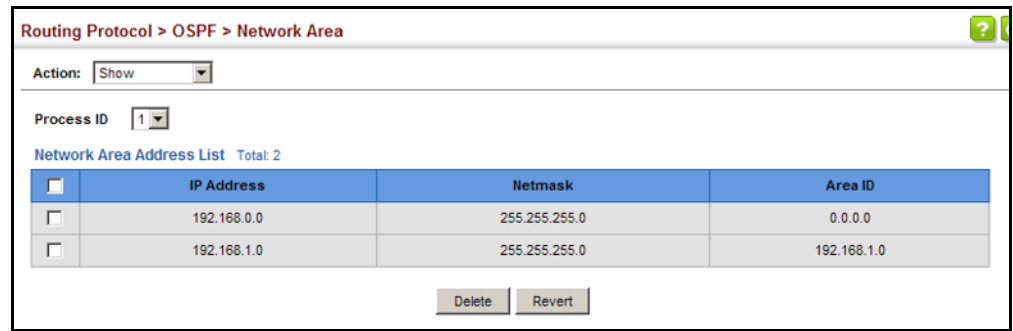 Routing Protocol > OSPF > Network Area
?
Action: Show
Process ID 1
Network Area Address List Total: 2
IP Address Netmask Area ID
192.168.0.0 255.255.255.0 0.0.0.0
192.168.1.0 255.255.255.0 192.168.1.0
Delete Revert